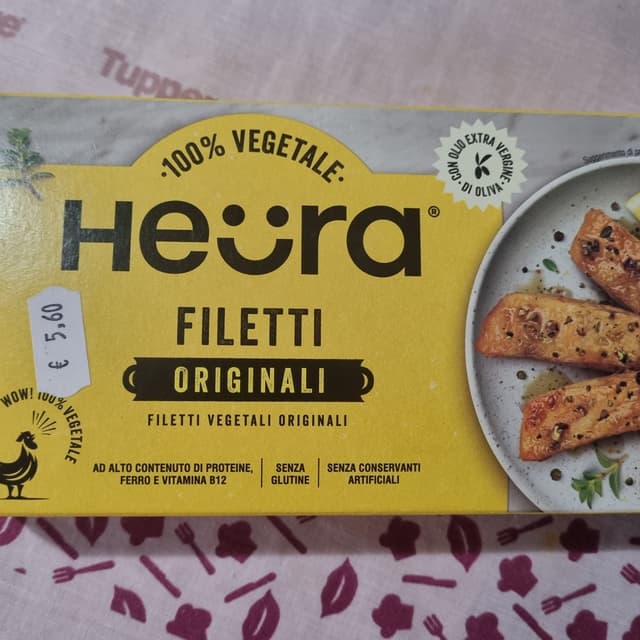 Tuppe
·100% VEGETALE·
CON OLIO EXTRA VERGINE
DI OLIVA
Heüra®
€ 5,60
FILETTI
ORIGINALI
FILETTI VEGETALI ORIGINALI
WOW! 100% VEGETALE
AD ALTO CONTENUTO DI PROTEINE,
FERRO E VITAMINA B12
SENZA
GLUTINE
SENZA CONSERVANTI
ARTIFICIALI